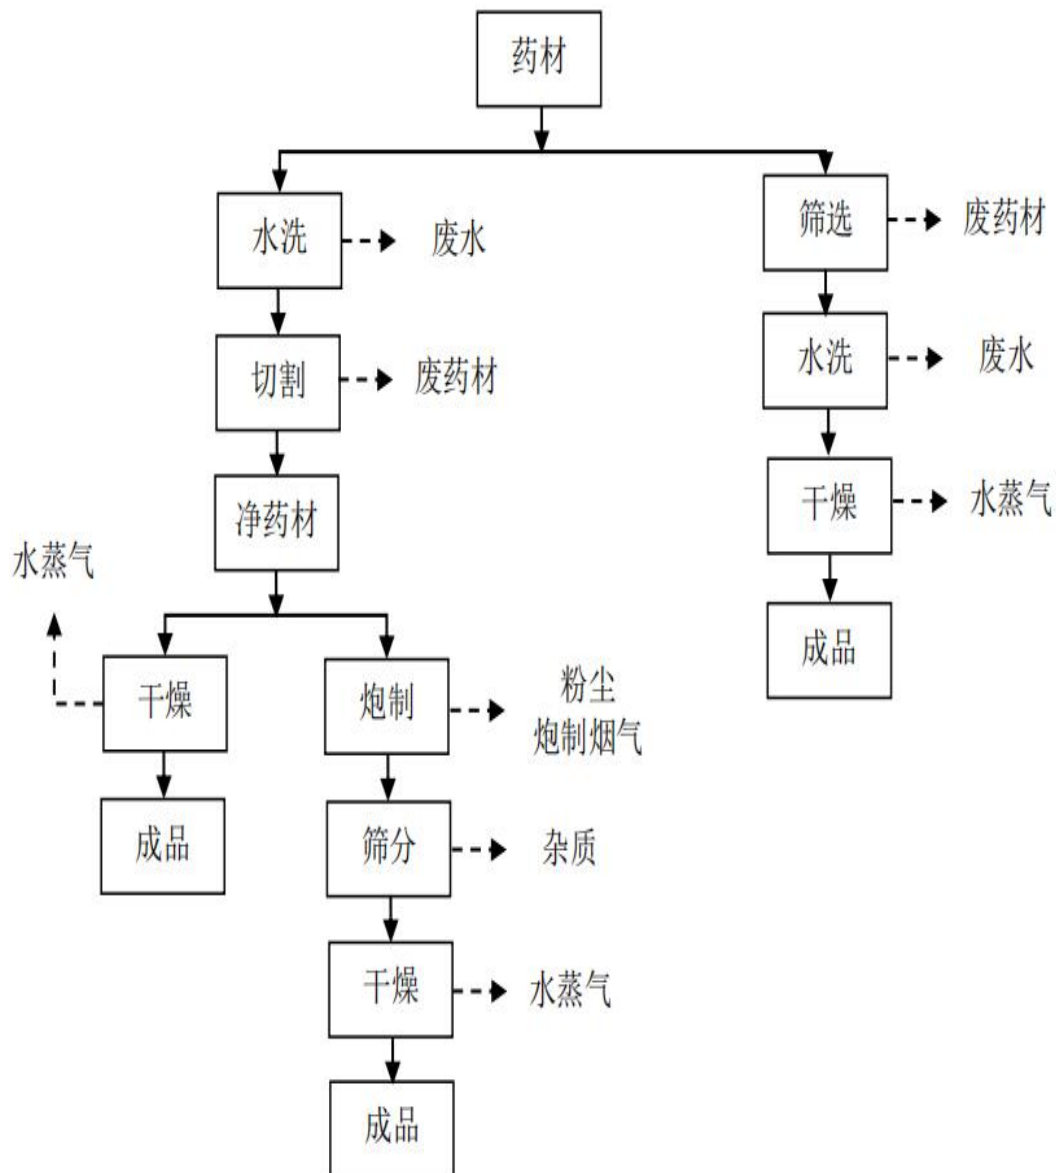 药材
水洗
废水
筛选
废药材
切割
废药材
水洗
废水
净药材
干燥
水蒸气
水蒸气
成品
干燥
炮制
粉尘
炮制烟气
成品
筛分
杂质
干燥
水蒸气
成品